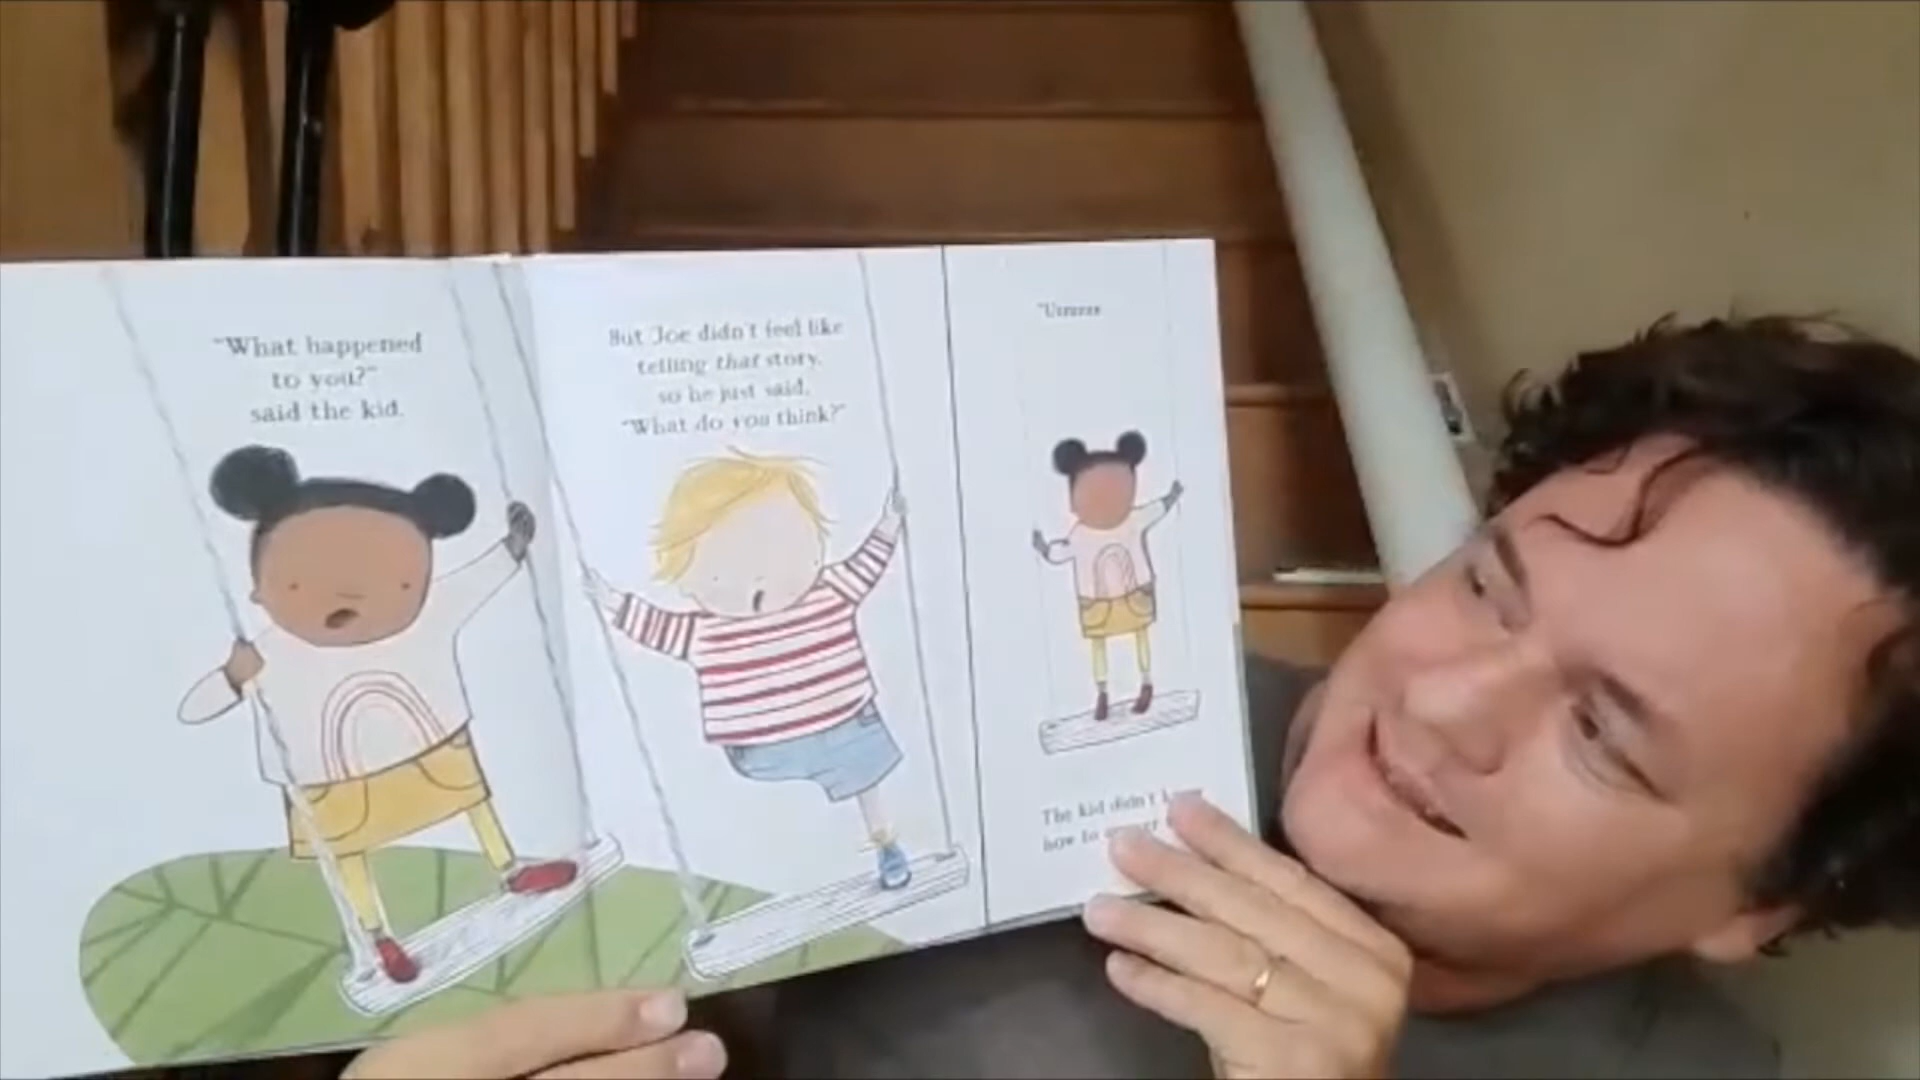 "What happened
to you?"
said the kid.
But Joe didn't feel like
telling that story,
so he just said,
"What do you think?"
"Ummm
The kid didn't
how to